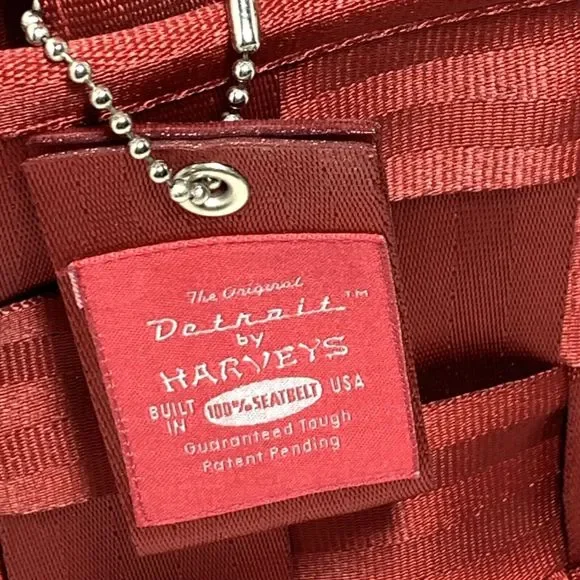 The Original
Detroit™
by
HARVEYS
BUILT IN 100% SEATBELT USA
Guaranteed Tough
Patent Pending